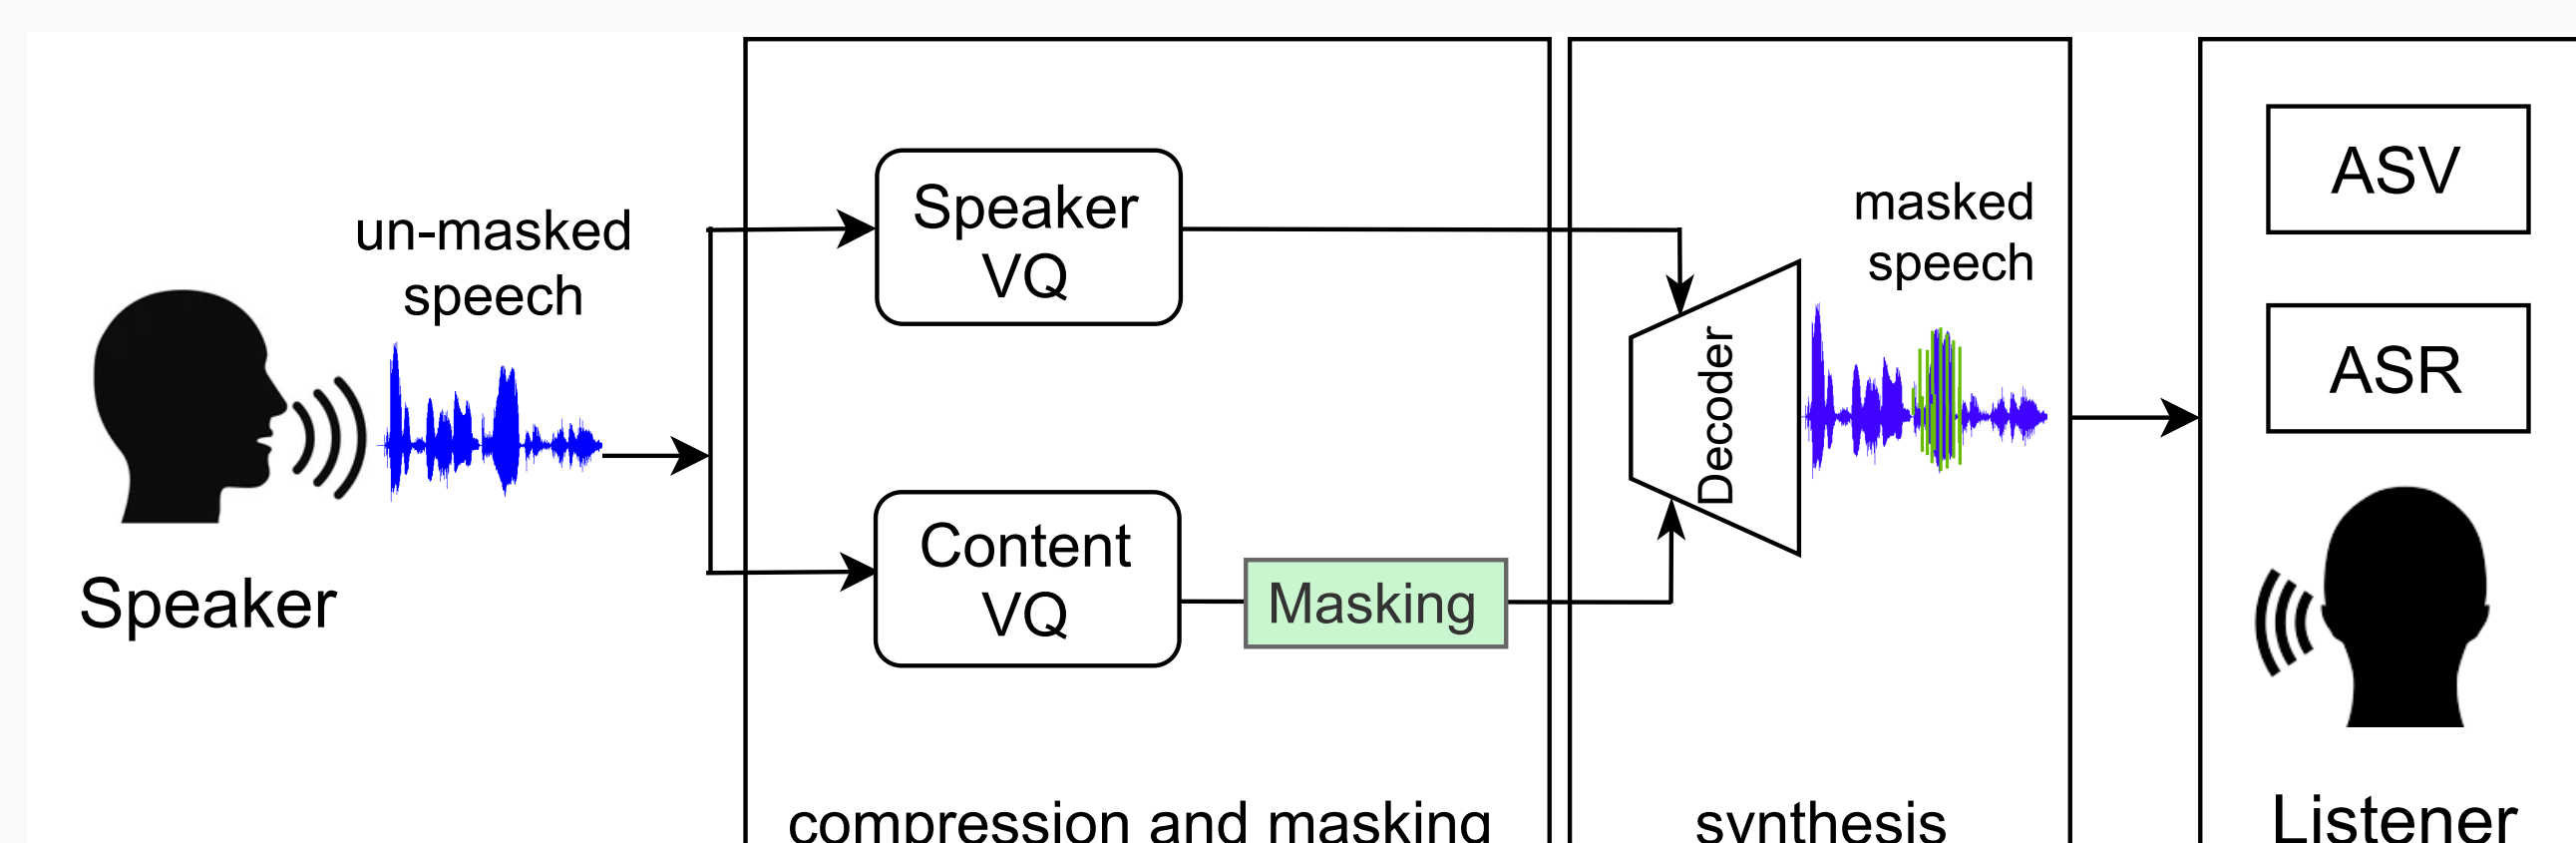 un-masked
speech
Speaker
Speaker
VQ
Content
VQ
Masking
compression and masking
Decoder
masked
speech
synthesis
ASV
ASR
Listener